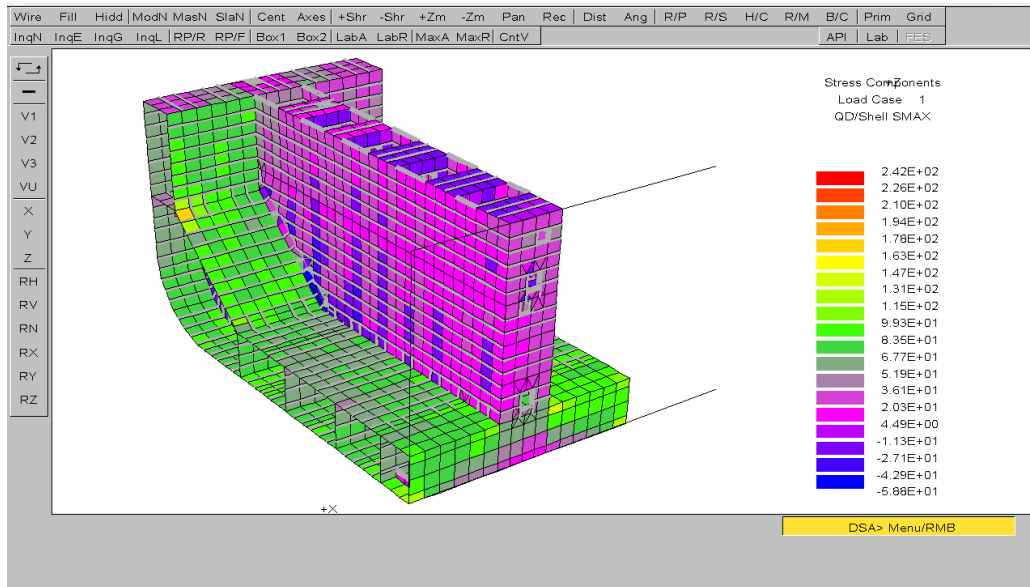 Wire Fill Hidd ModN MasN SlaN Cent Axes +Shr -Shr +Zm -Zm Pan Rec Dist Ang R/P R/S H/C R/M B/C Prim Grid
InqN InqE InqG InqL RP/R RP/F Box1 Box2 LabA LabR MaxA MaxR CntV API Lab FES
V1
V2
V3
VU
X
Y
Z
RH
RV
RN
RX
RY
RZ
Stress Components
+Z
Load Case 1
QD/Shell SMAX
2.42E+02
2.26E+02
2.10E+02
1.94E+02
1.78E+02
1.63E+02
1.47E+02
1.31E+02
1.15E+02
9.93E+01
8.35E+01
6.77E+01
5.19E+01
3.61E+01
2.03E+01
4.49E+00
-1.13E+01
-2.71E+01
-4.29E+01
-5.86E+01
+X
DSA> Menu/RMB